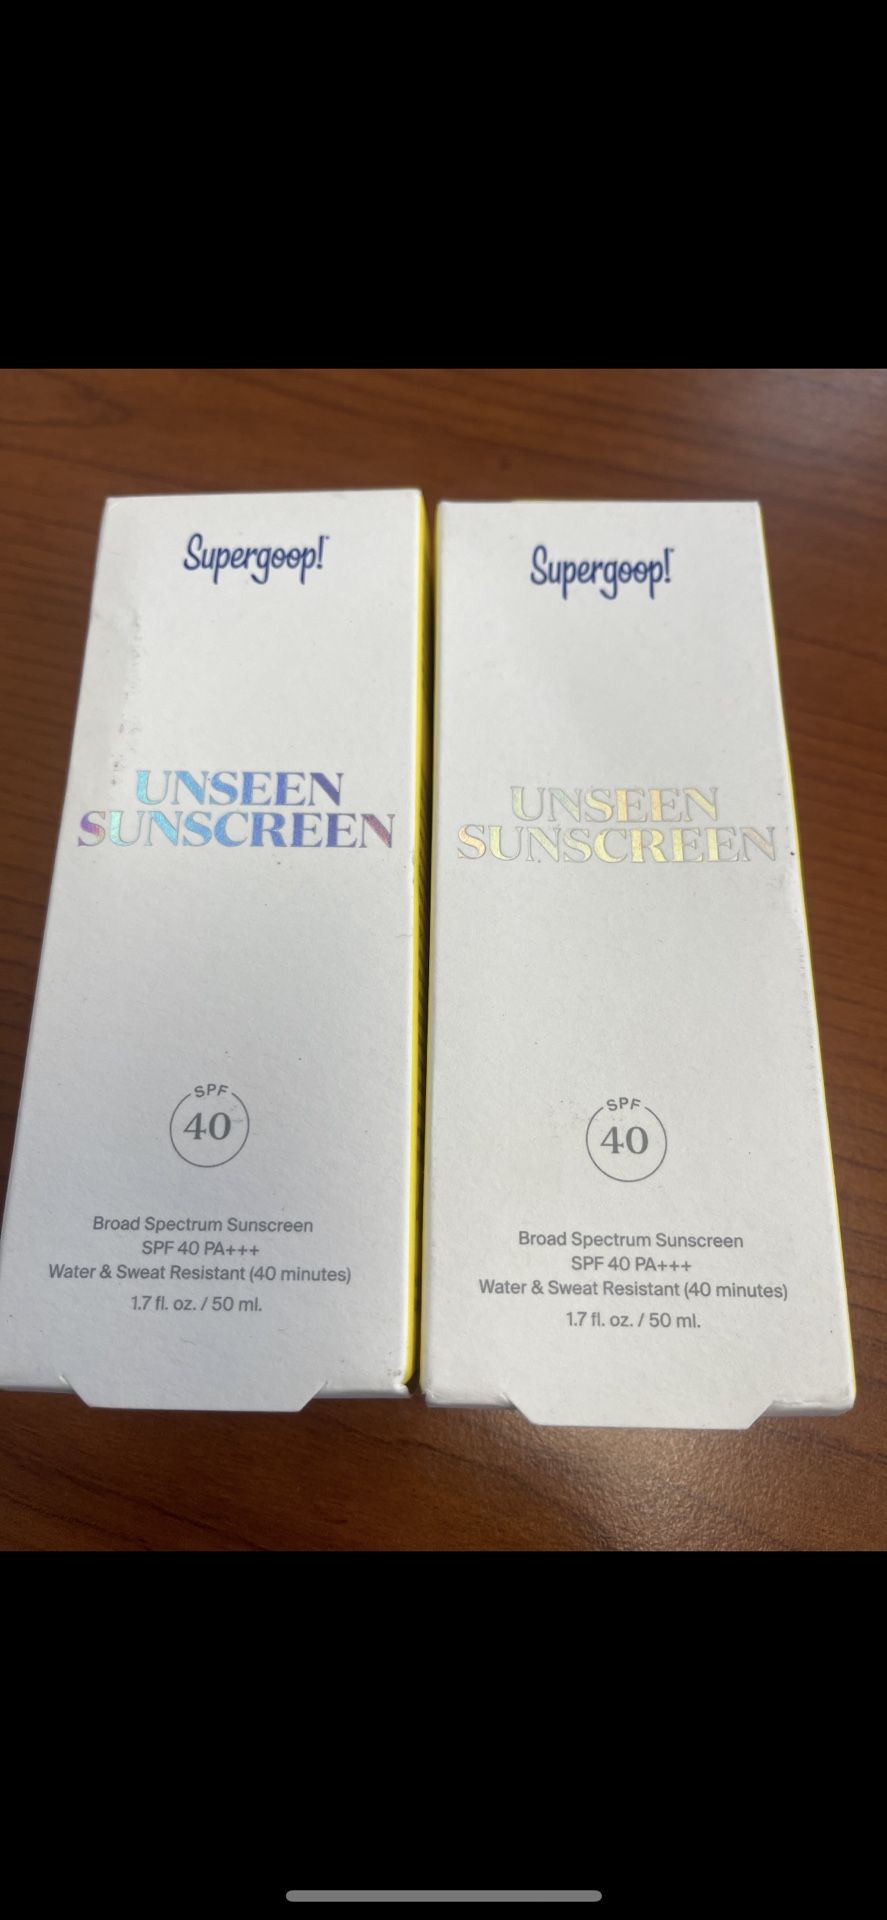 Supergoop!
UNSEEN
SUNSCREEN
SPF
40
Broad Spectrum Sunscreen
SPF 40 PA+++
Water & Sweat Resistant (40 minutes)
1.7 fl. oz. / 50 ml.
Supergoop!
UNSEEN
SUNSCREEN
SPF
40
Broad Spectrum Sunscreen
SPF 40 PA+++
Water & Sweat Resistant (40 minutes)
1.7 fl. oz. / 50 ml.